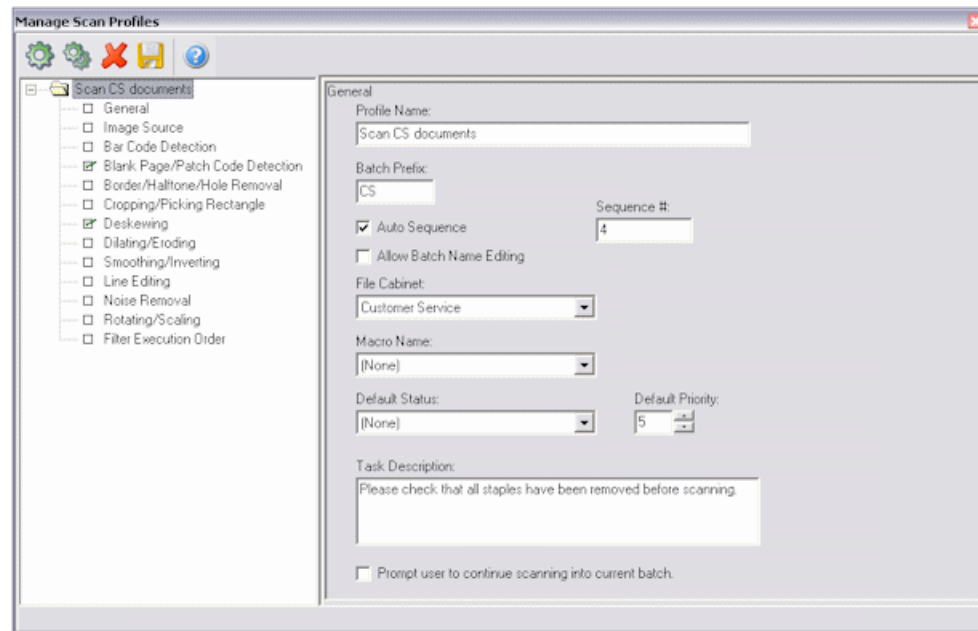 Manage Scan Profiles
Scan CS documents
General
Image Source
Bar Code Detection
Blank Page/Patch Code Detection
Border/Halftone/Hole Removal
Cropping/Picking Rectangle
Deskewing
Dilating/Eroding
Smoothing/Inverting
Line Editing
Noise Removal
Rotating/Scaling
Filter Execution Order
General
Profile Name:
Scan CS documents
Batch Prefix:
CS
Sequence #:
Auto Sequence
4
Allow Batch Name Editing
File Cabinet:
Customer Service
Macro Name:
(None)
Default Status:
Default Priority:
(None)
5
Task Description:
Please check that all staples have been removed before scanning.
Prompt user to continue scanning into current batch.